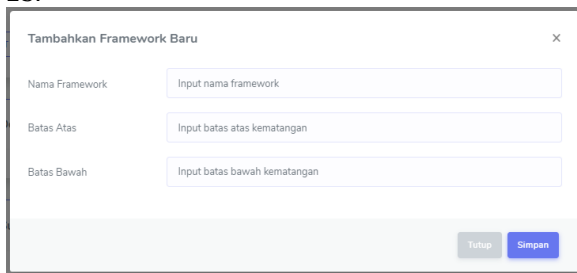 Tambahkan Framework Baru ×
Nama Framework Input nama framework
Batas Atas Input batas atas kematangan
Batas Bawah Input batas bawah kematangan
Tutup Simpan